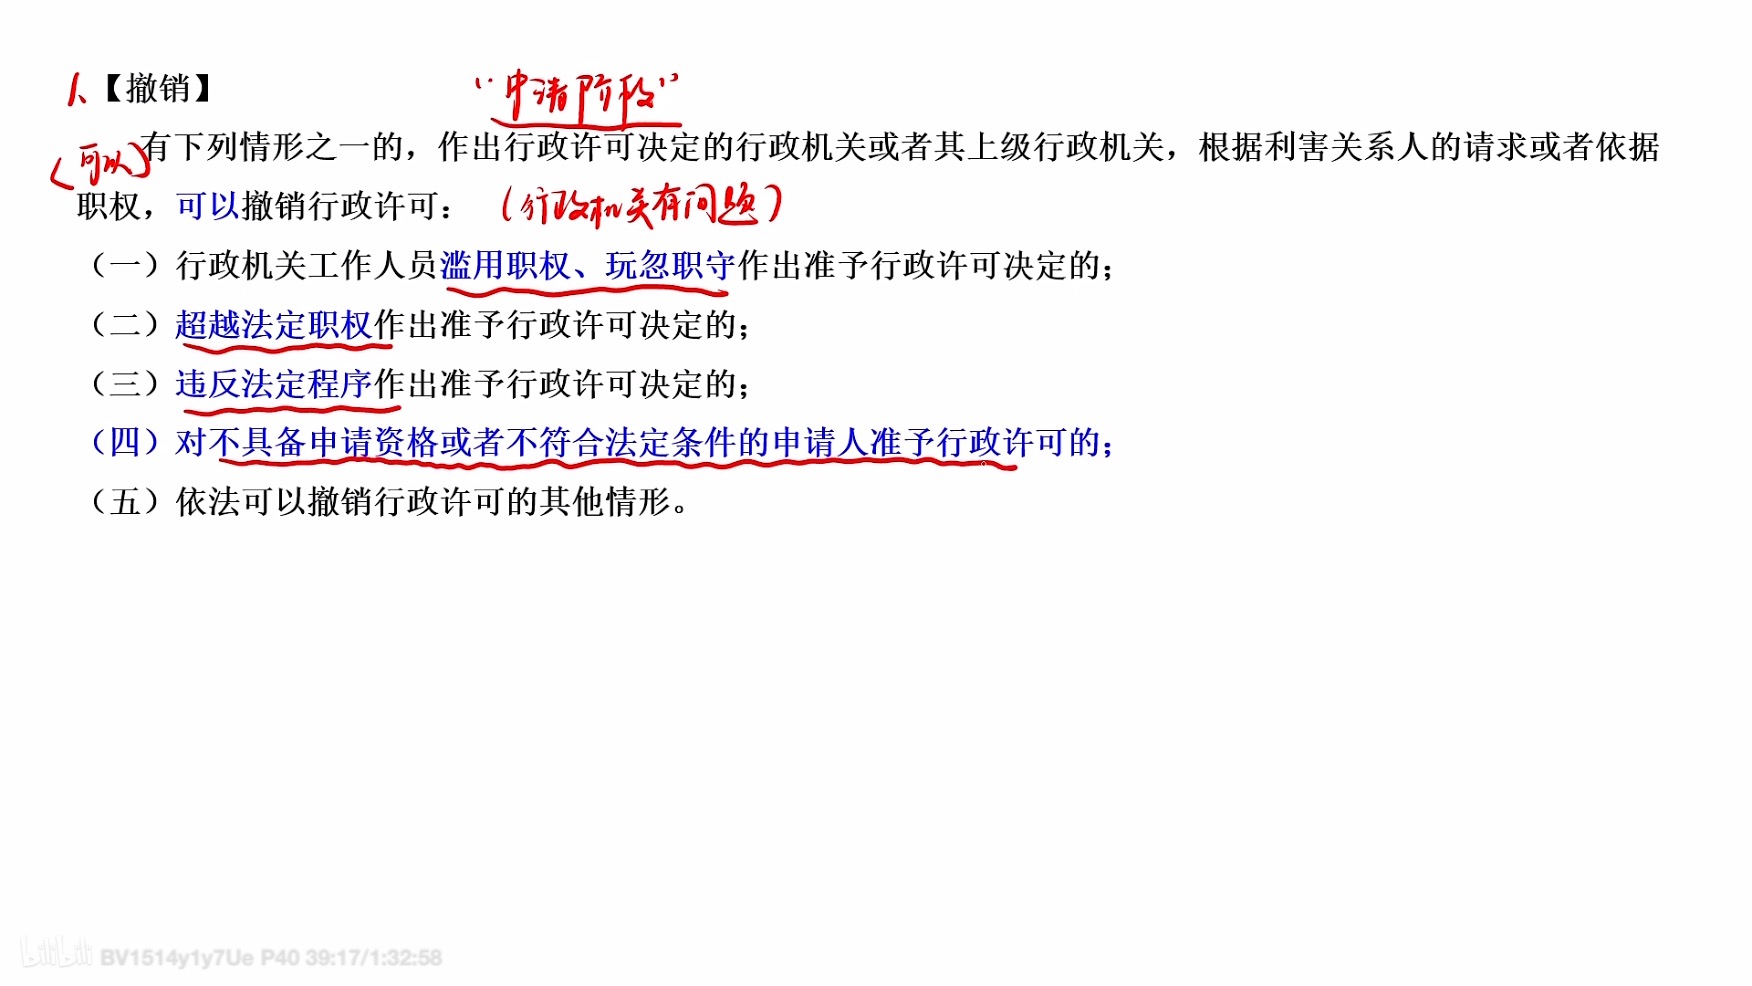 1、【撤销】 “申请阶段”
(可以) 有下列情形之一的，作出行政许可决定的行政机关或者其上级行政机关，根据利害关系人的请求或者依据
职权，可以撤销行政许可： (行政机关有问题)
（一）行政机关工作人员滥用职权、玩忽职守作出准予行政许可决定的；
（二）超越法定职权作出准予行政许可决定的；
（三）违反法定程序作出准予行政许可决定的；
（四）对不具备申请资格或者不符合法定条件的申请人准予行政许可的；
（五）依法可以撤销行政许可的其他情形。
bilibili BV1514y1y7Ue P40 39:17/1:32:58